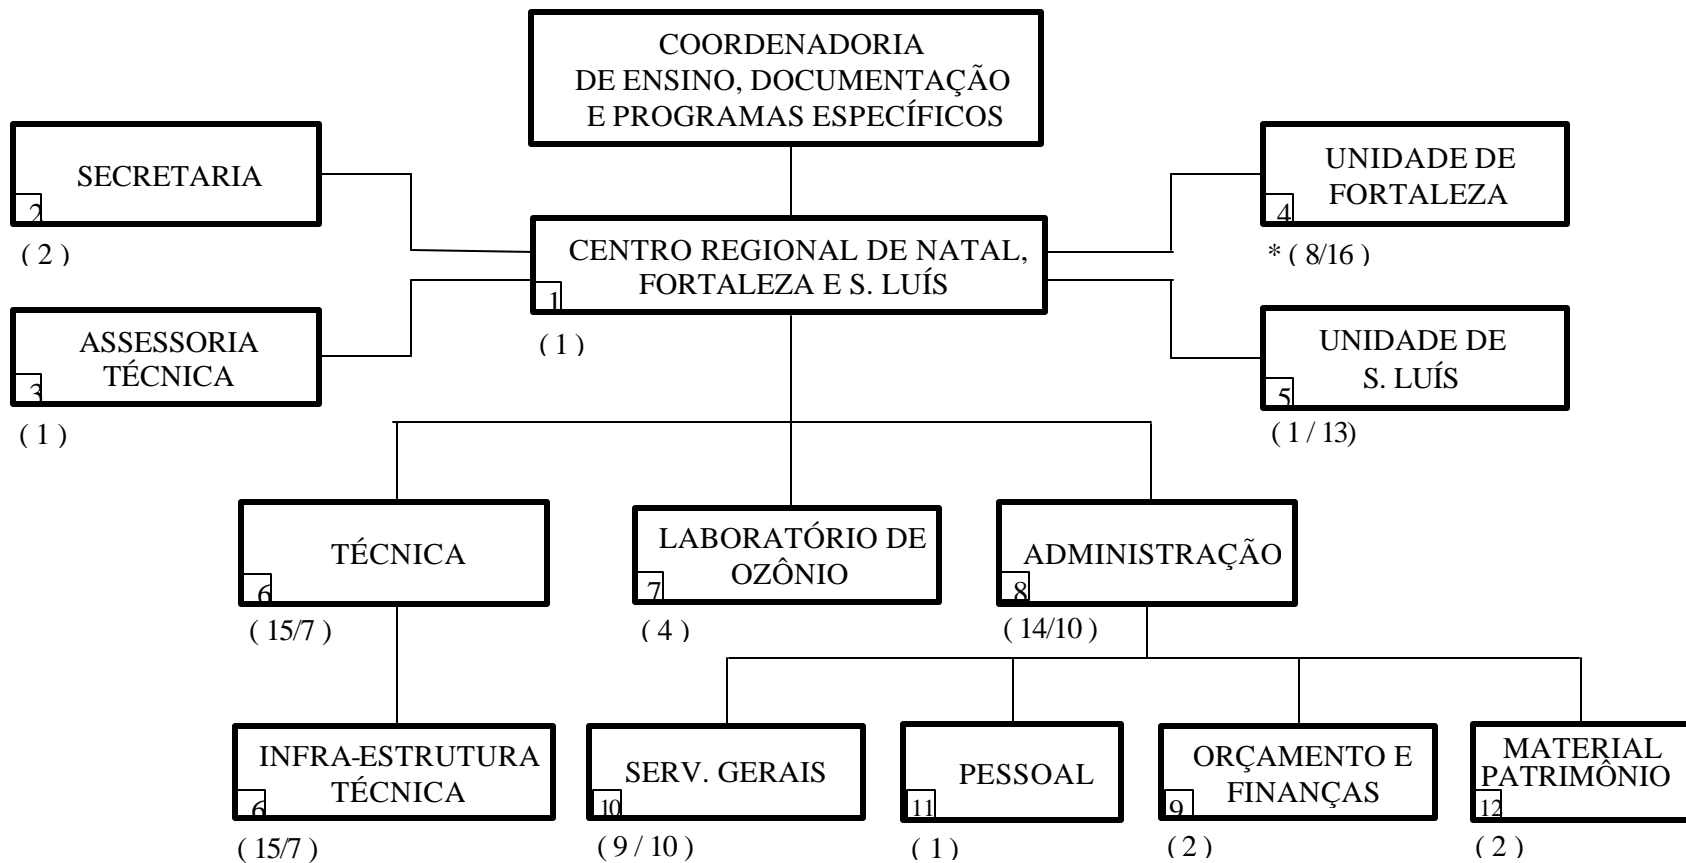 COORDENADORIA
DE ENSINO, DOCUMENTAÇÃO
E PROGRAMAS ESPECÍFICOS
SECRETARIA
2
( 2 )
UNIDADE DE
FORTALEZA
4
* ( 8/16 )
CENTRO REGIONAL DE NATAL,
FORTALEZA E S. LUÍS
1
( 1 )
ASSESSORIA
TÉCNICA
3
( 1 )
UNIDADE DE
S. LUÍS
5
( 1 / 13)
TÉCNICA
6
( 15/7 )
LABORATÓRIO DE
OZÔNIO
7
( 4 )
ADMINISTRAÇÃO
8
( 14/10 )
INFRA-ESTRUTURA
TÉCNICA
6
( 15/7 )
SERV. GERAIS
10
( 9 / 10 )
PESSOAL
11
( 1 )
ORÇAMENTO E
FINANÇAS
9
( 2 )
MATERIAL
PATRIMÔNIO
12
( 2 )